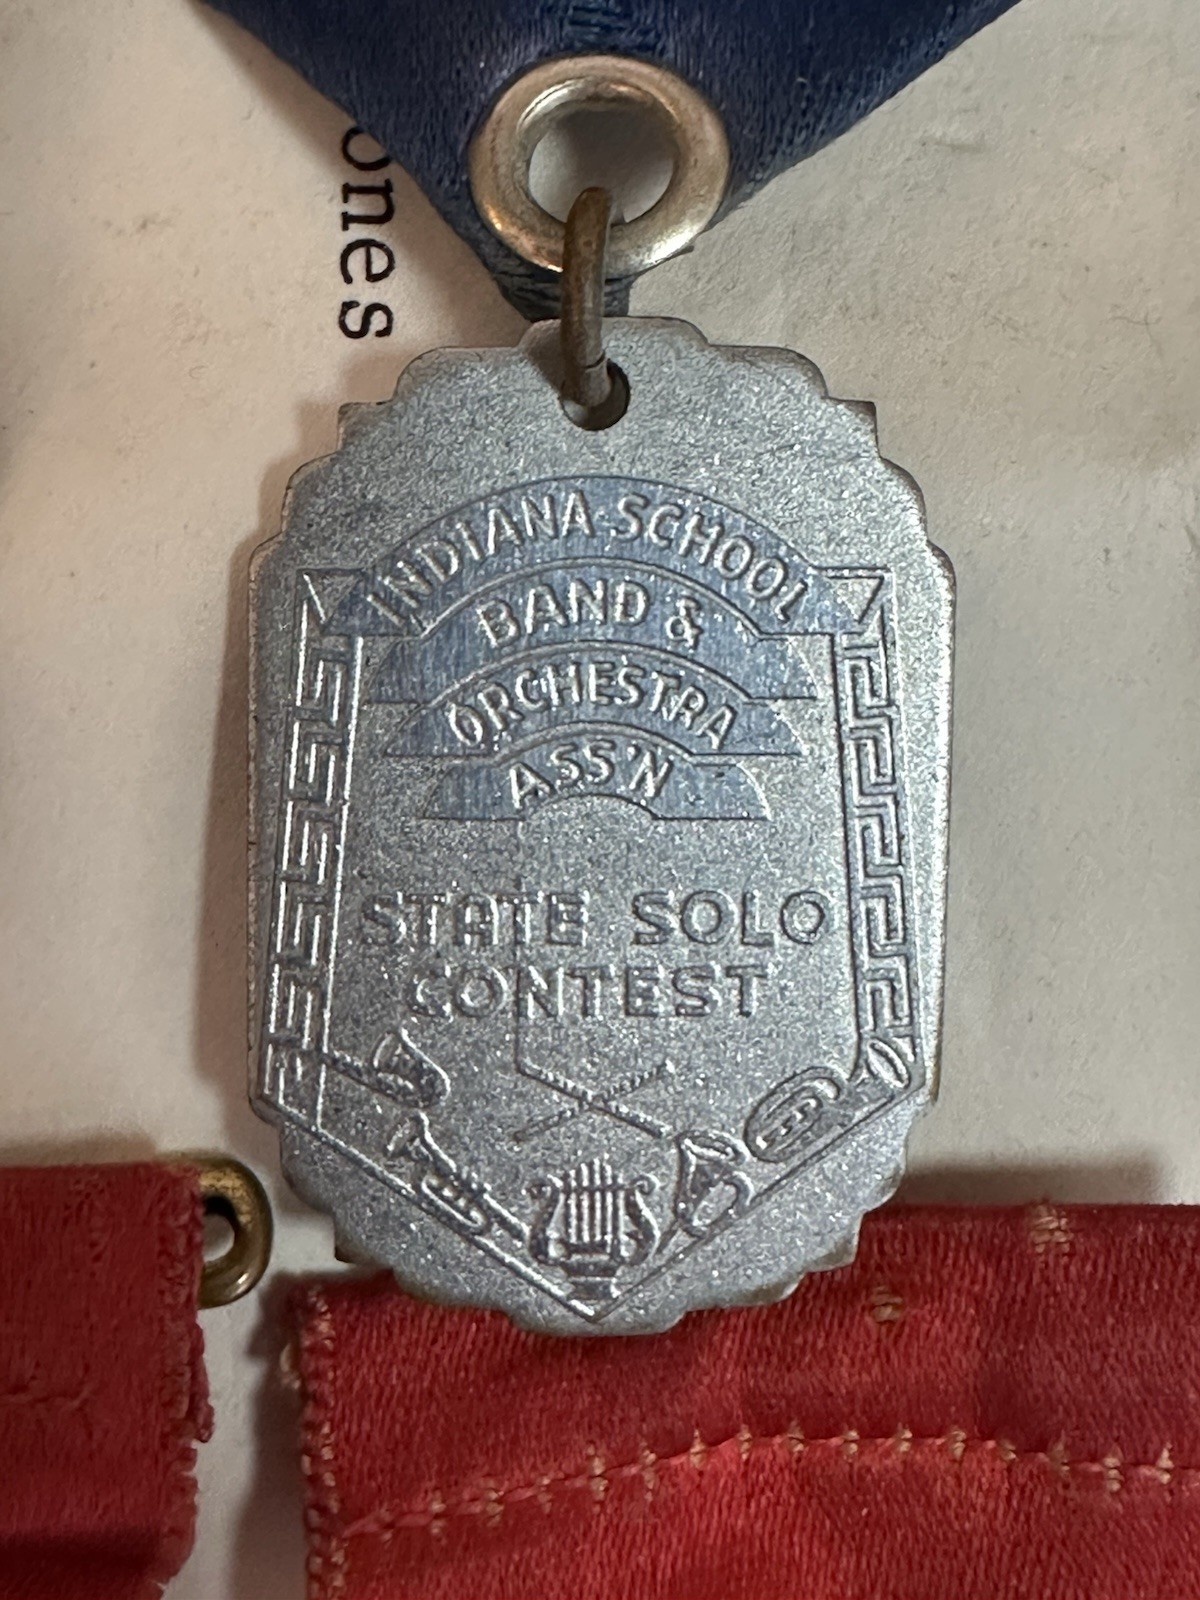 ones
INDIANA SCHOOL
BAND &
ORCHESTRA
ASS'N
STATE SOLO
CONTEST